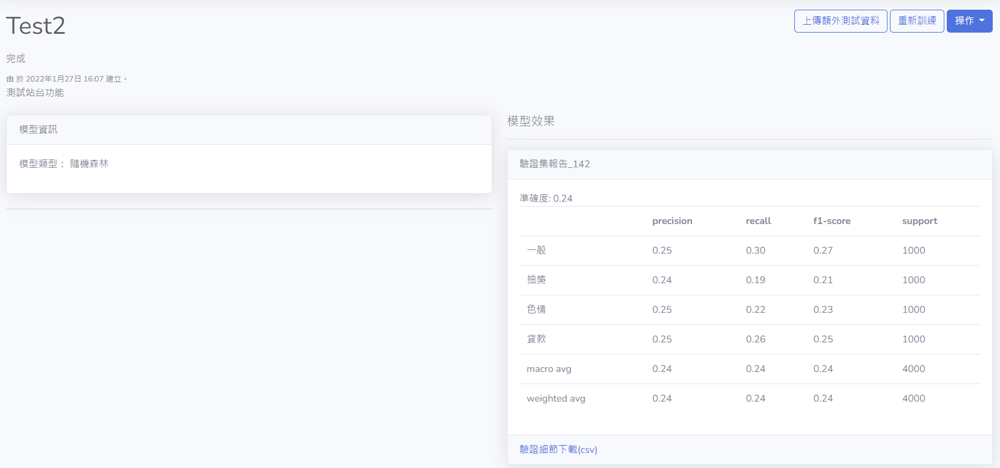 Test2
上傳額外測試資料 重新訓練 操作
完成
由 於 2022年1月27日 16:07 建立。
測試站台功能
模型資訊
模型類型： 隨機森林
模型效果
驗證集報告_142
準確度: 0.24
precision recall f1-score support
一般 0.25 0.30 0.27 1000
抽獎 0.24 0.19 0.21 1000
色情 0.25 0.22 0.23 1000
貸款 0.25 0.26 0.25 1000
macro avg 0.24 0.24 0.24 4000
weighted avg 0.24 0.24 0.24 4000
驗證細節下載(csv)